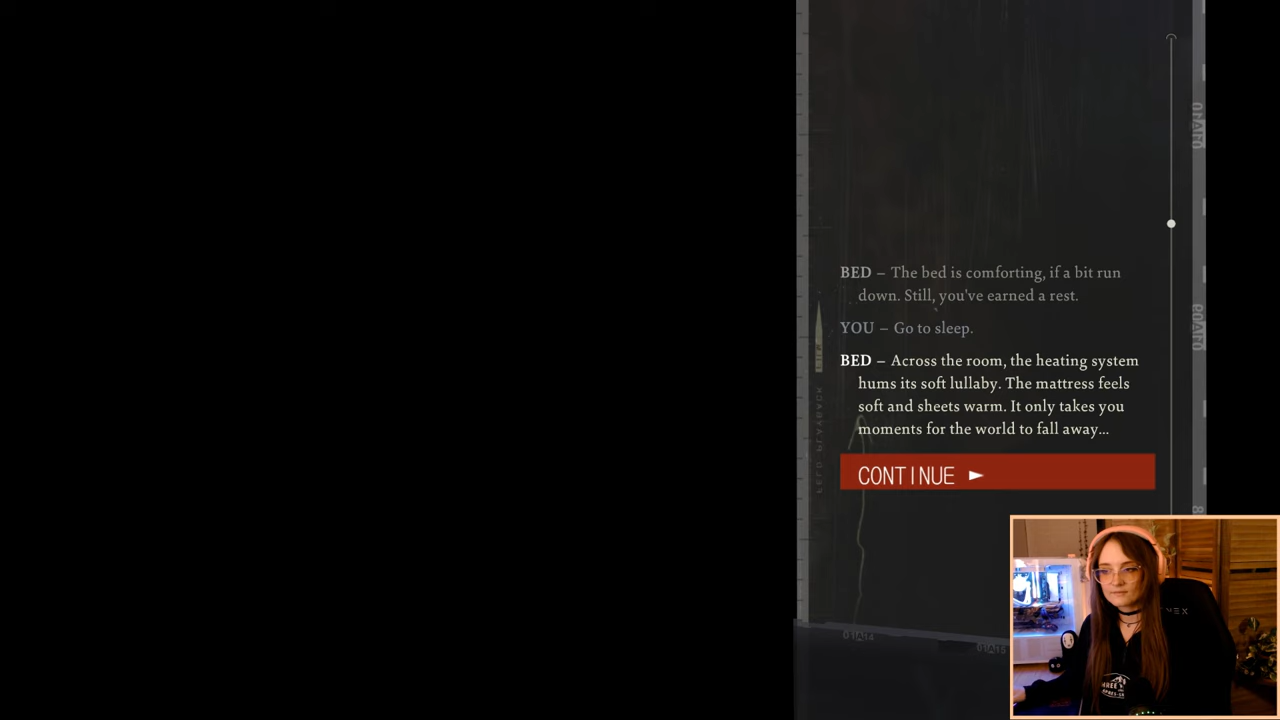 BED – The bed is comforting, if a bit run
down. Still, you've earned a rest.
YOU – Go to sleep.
BED – Across the room, the heating system
hums its soft lullaby. The mattress feels
soft and sheets warm. It only takes you
moments for the world to fall away...
CONTINUE ►